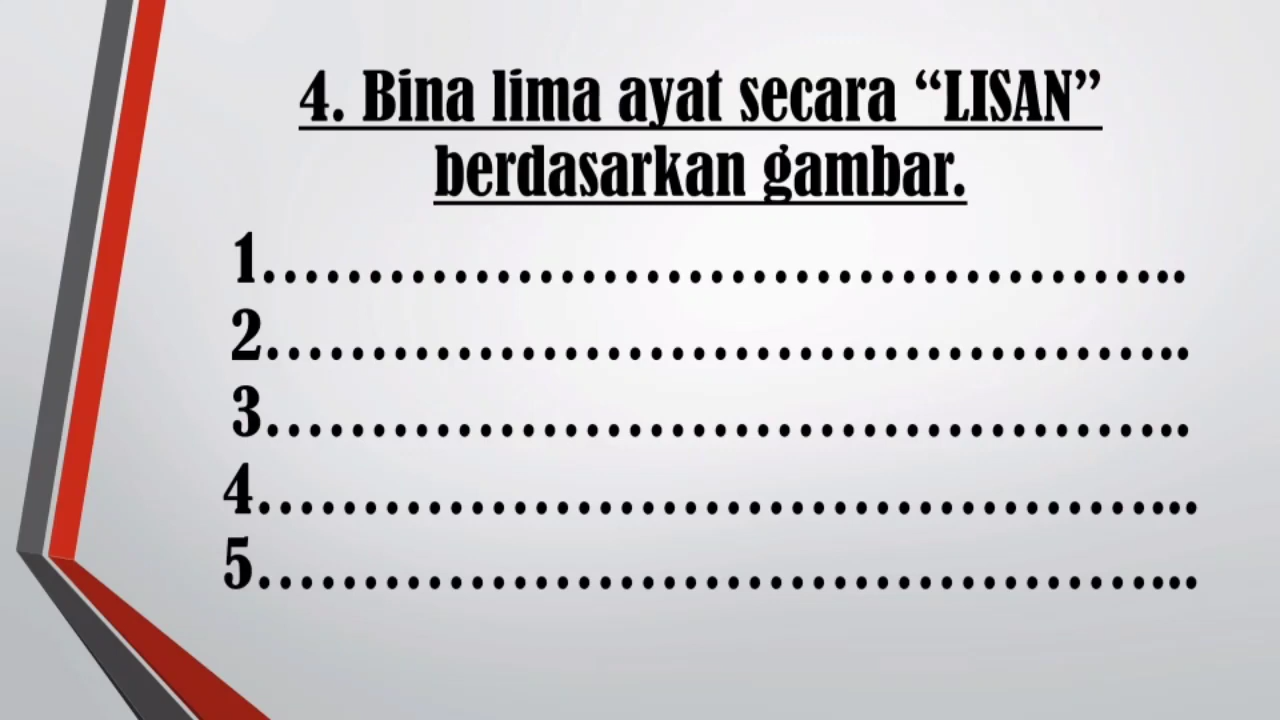 4. Bina lima ayat secara “LISAN”
berdasarkan gambar.
1……………………………………..
2……………………………………..
3……………………………………..
4……………………………………...
5……………………………………...